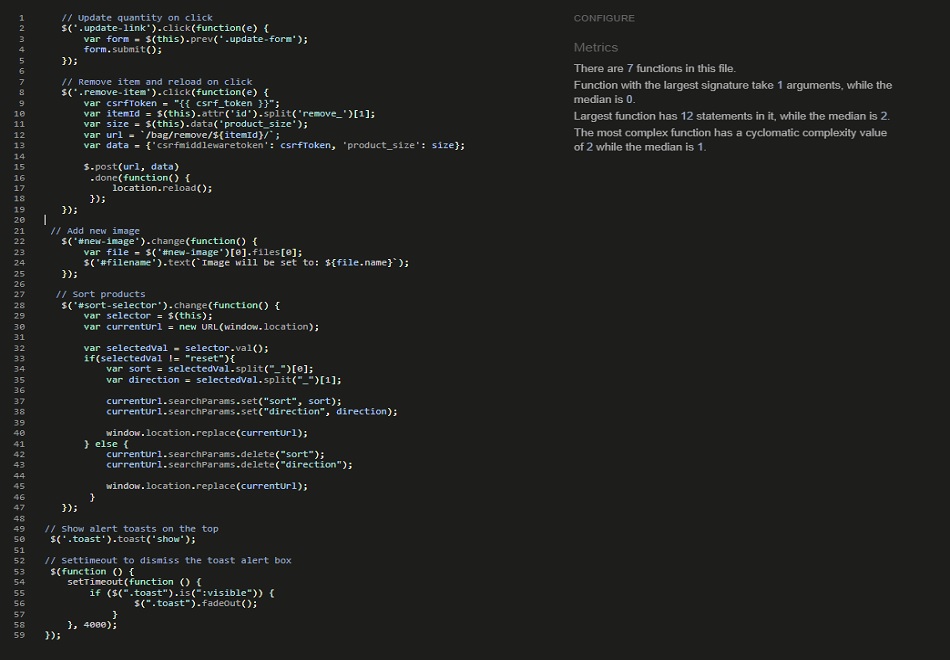 1 // Update quantity on click
2 $('.update-link').click(function(e) {
3 var form = $(this).prev('.update-form');
4 form.submit();
5 });
6
7 // Remove item and reload on click
8 $('.remove-item').click(function(e) {
9 var csrfToken = "{{ csrf_token }}";
10 var itemId = $(this).attr('id').split('remove_')[1];
11 var size = $(this).data('product_size');
12 var url = `/bag/remove/${itemId}/`;
13 var data = {'csrfmiddlewaretoken': csrfToken, 'product_size': size};
14
15 $.post(url, data)
16 .done(function() {
17 location.reload();
18 });
19 });
20
21 // Add new image
22 $('#new-image').change(function() {
23 var file = $('#new-image')[0].files[0];
24 $('#filename').text(`Image will be set to: ${file.name}`);
25 });
26
27 // Sort products
28 $('#sort-selector').change(function() {
29 var selector = $(this);
30 var currentUrl = new URL(window.location);
31
32 var selectedVal = selector.val();
33 if(selectedVal != "reset"){
34 var sort = selectedVal.split("_")[0];
35 var direction = selectedVal.split("_")[1];
36
37 currentUrl.searchParams.set("sort", sort);
38 currentUrl.searchParams.set("direction", direction);
39
40 window.location.replace(currentUrl);
41 } else {
42 currentUrl.searchParams.delete("sort");
43 currentUrl.searchParams.delete("direction");
44
45 window.location.replace(currentUrl);
46 }
47 });
48
49 // Show alert toasts on the top
50 $('.toast').toast('show');
51
52 // Settimeout to dismiss the toast alert box
53 $(function () {
54 setTimeout(function () {
55 if ($(".toast").is(":visible")) {
56 $(".toast").fadeOut();
57 }
58 }, 4000);
59 });
CONFIGURE
Metrics
There are 7 functions in this file.
Function with the largest signature take 1 arguments, while the
median is 0.
Largest function has 12 statements in it, while the median is 2.
The most complex function has a cyclomatic complexity value
of 2 while the median is 1.